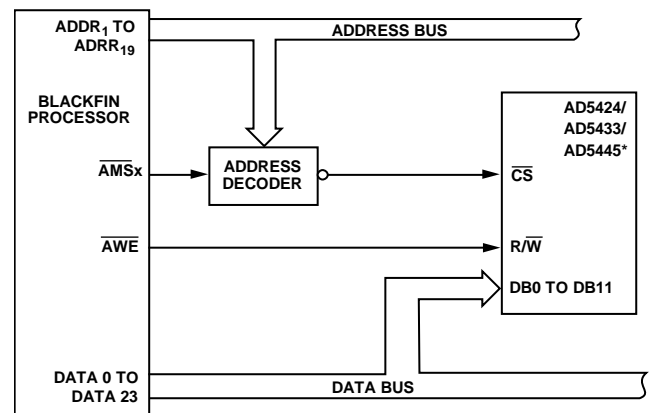 ADDR1 TO
ADRR19
ADDRESS BUS
BLACKFIN
PROCESSOR
AD5424/
AD5433/
AD5445*
AMSx
ADDRESS
DECODER
CS
AWE
R/W
DB0 TO DB11
DATA 0 TO
DATA 23
DATA BUS